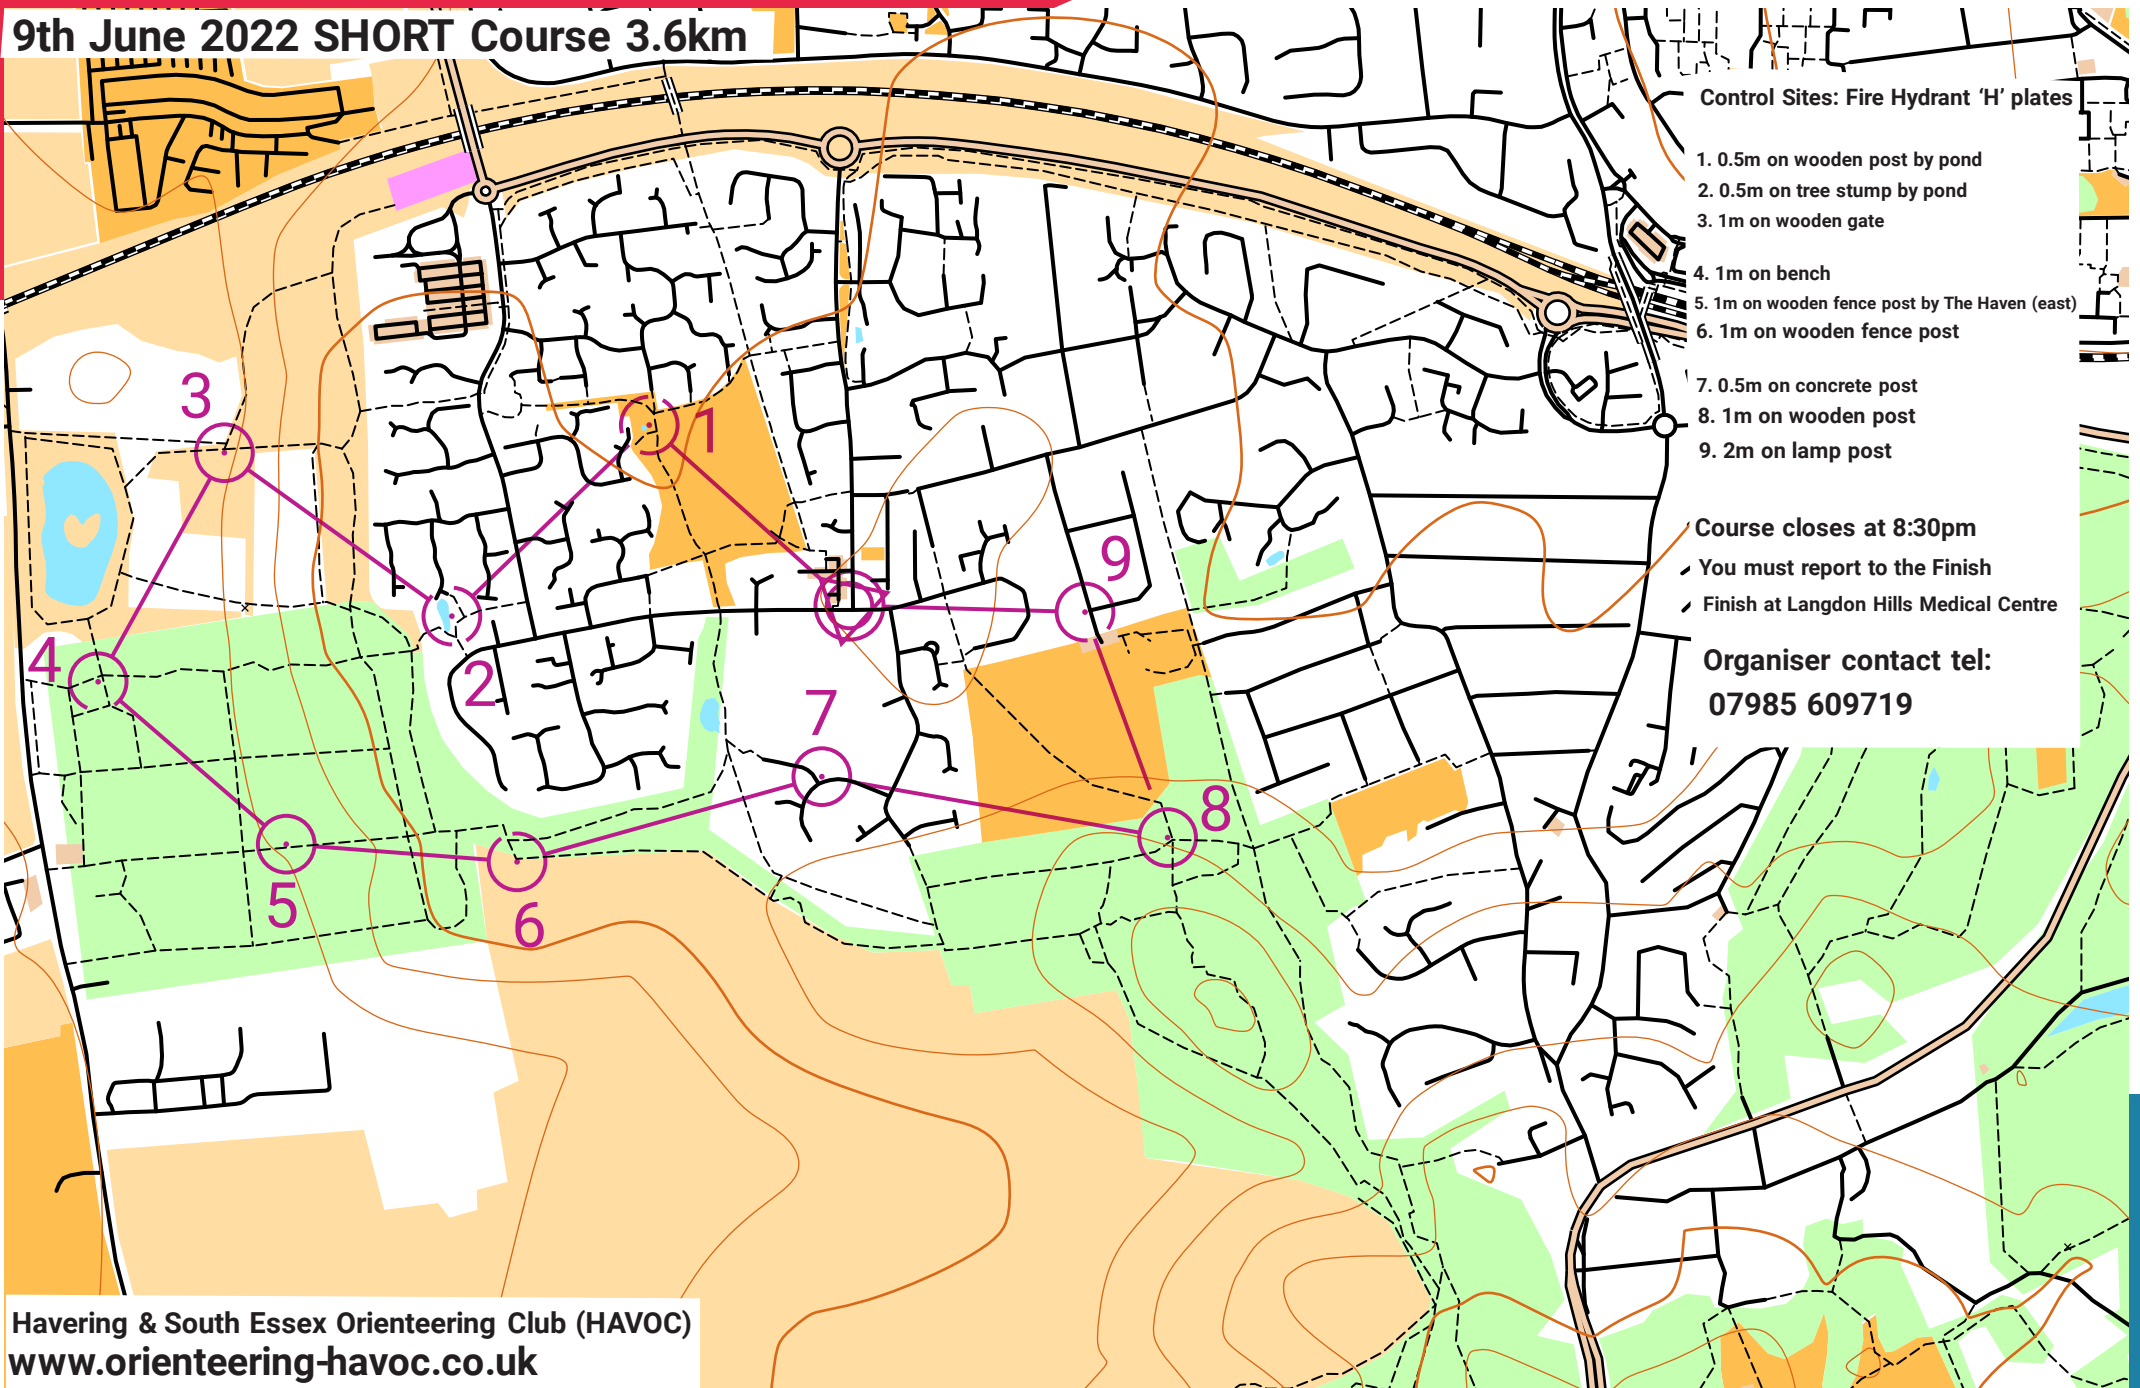 9th June 2022 SHORT Course 3.6km
Control Sites: Fire Hydrant ‘H’ plates
1. 0.5m on wooden post by pond
2. 0.5m on tree stump by pond
3. 1m on wooden gate
4. 1m on bench
5. 1m on wooden fence post by The Haven (east)
6. 1m on wooden fence post
7. 0.5m on concrete post
8. 1m on wooden post
9. 2m on lamp post
Course closes at 8:30pm
You must report to the Finish
Finish at Langdon Hills Medical Centre
Organiser contact tel:
07985 609719
3
1
9
4
2
7
8
5
6
Havering & South Essex Orienteering Club (HAVOC)
www.orienteering-havoc.co.uk